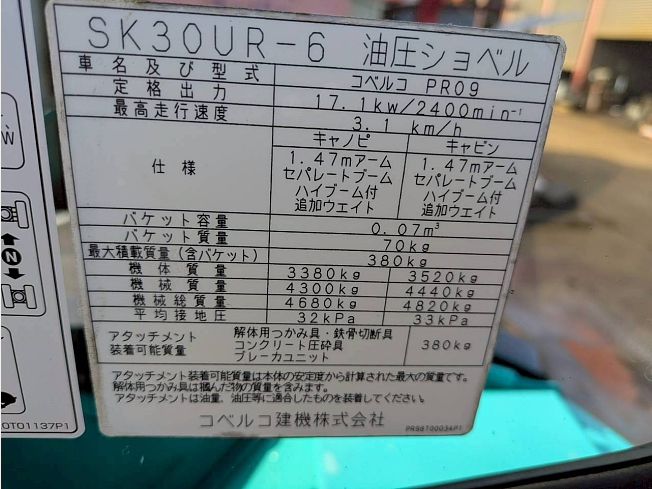 SK30UR-6 油圧ショベル
車名及び型式 コベルコ PR09
定格出力 17.1kw/2400min⁻¹
最高走行速度 3.1 km/h
キャノピ キャビン
仕様
1.47mアーム 1.47mアーム
セパレートブーム セパレートブーム
ハイブーム付 ハイブーム付
追加ウエイト 追加ウエイト
バケット容量 0.07m³
バケット質量 70kg
最大積載質量(含バケット) 380kg
機体質量 3380kg 3520kg
機械質量 4300kg 4440kg
機械総質量 4680kg 4820kg
平均接地圧 32kPa 33kPa
アタッチメント 解体用つかみ具・鉄骨切断具
装着可能質量 コンクリート圧砕具 380kg
ブレーカユニット
アタッチメント装着可能質量は本体の安定度から計算された最大の質量です。
解体用つかみ具は掴んだ物の質量を含みます。
アタッチメントは油量、油圧等に適合したものを装着してください。
コベルコ建機株式会社
W
N
0T01137P1